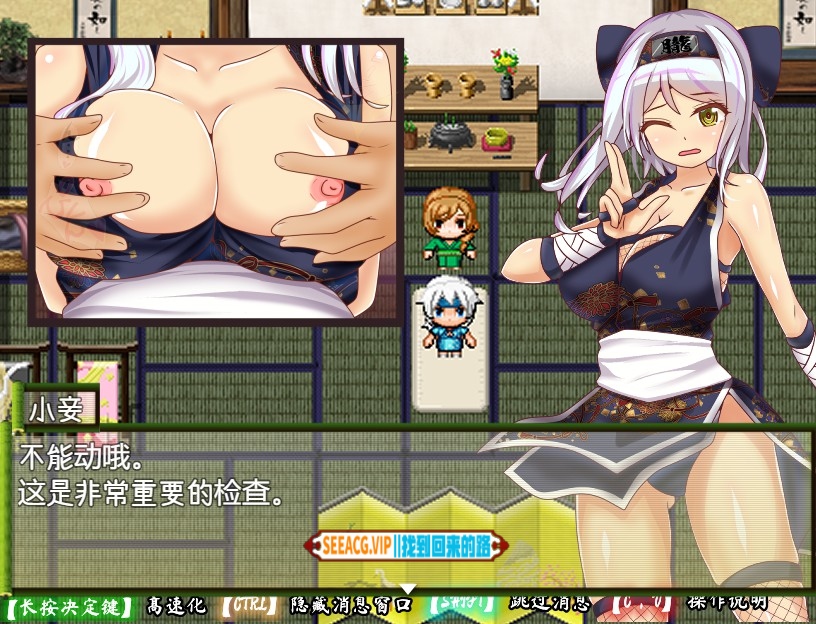 小妾
不能动哦。
这是非常重要的检查。
SEEACG.VIP||找到回来的路
【长按决定键】 高速化 【CTRL】 隐藏消息窗口 【SHIFT】 跳过消息 操作说明